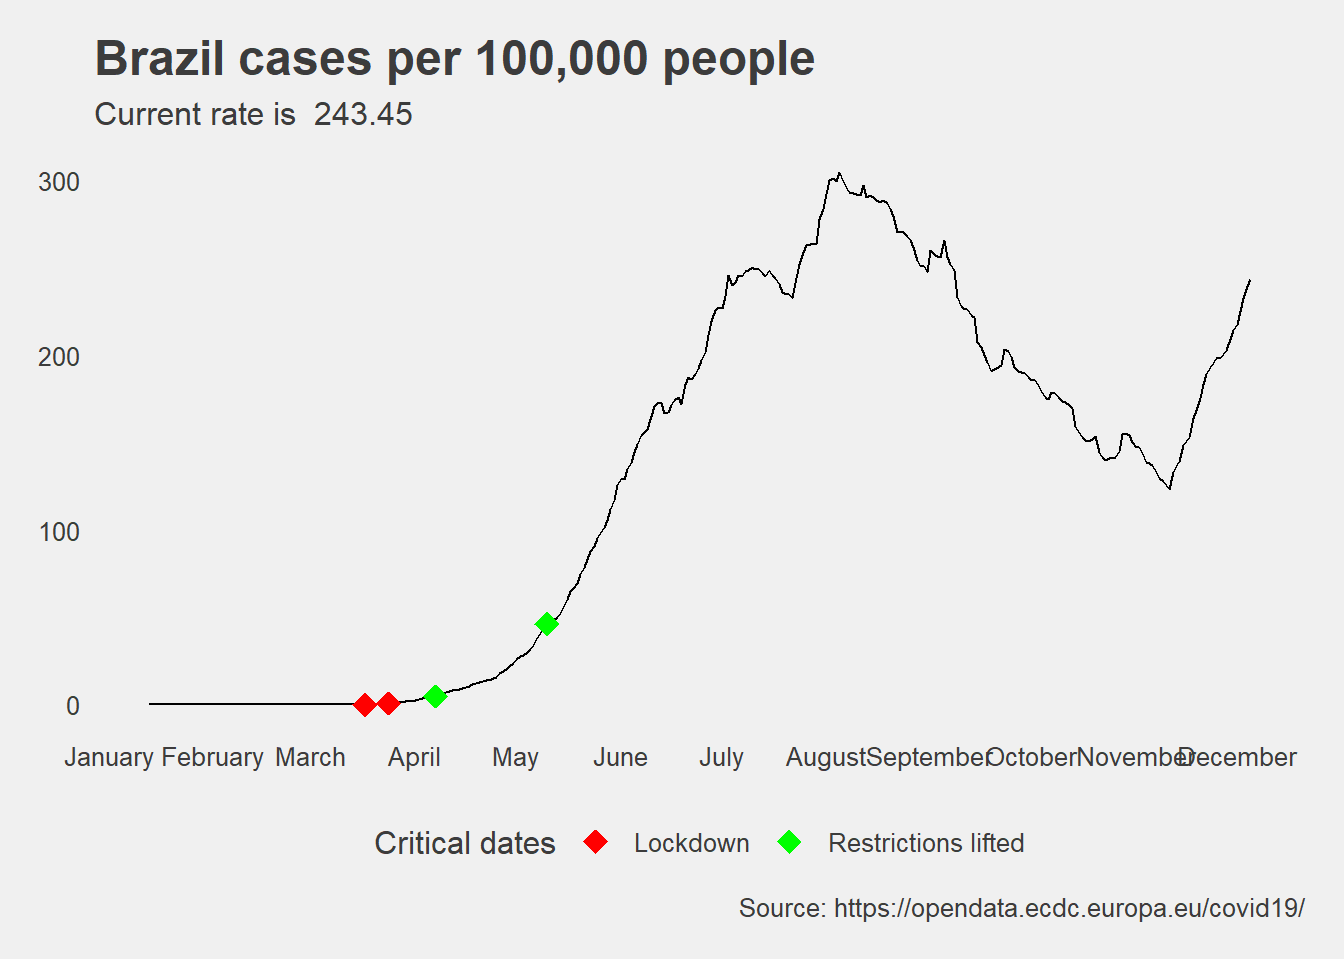 Brazil cases per 100,000 people
Current rate is  243.45
300
200
100
0
January February March April May June July August September October November December
Critical dates Lockdown Restrictions lifted
Source: https://opendata.ecdc.europa.eu/covid19/